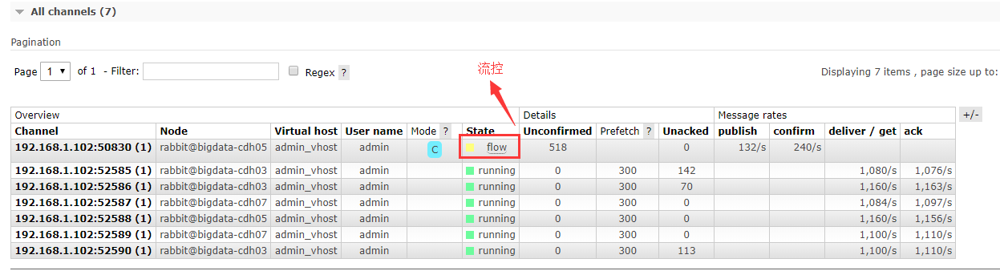 All channels (7)
Pagination
Page 1 of 1 - Filter: Regex ?
流控
Displaying 7 items , page size up to:
Overview Details Message rates +/-
Channel Node Virtual host User name Mode ? State Unconfirmed Prefetch ? Unacked publish confirm deliver / get ack
192.168.1.102:50830 (1) rabbit@bigdata-cdh05 admin_vhost admin C flow 518 0 132/s 240/s
192.168.1.102:52585 (1) rabbit@bigdata-cdh03 admin_vhost admin running 0 300 142 1,080/s 1,076/s
192.168.1.102:52586 (1) rabbit@bigdata-cdh03 admin_vhost admin running 0 300 70 1,160/s 1,163/s
192.168.1.102:52587 (1) rabbit@bigdata-cdh07 admin_vhost admin running 0 300 0 1,084/s 1,097/s
192.168.1.102:52588 (1) rabbit@bigdata-cdh05 admin_vhost admin running 0 300 0 1,160/s 1,156/s
192.168.1.102:52589 (1) rabbit@bigdata-cdh07 admin_vhost admin running 0 300 0 1,100/s 1,110/s
192.168.1.102:52590 (1) rabbit@bigdata-cdh03 admin_vhost admin running 0 300 113 1,100/s 1,110/s